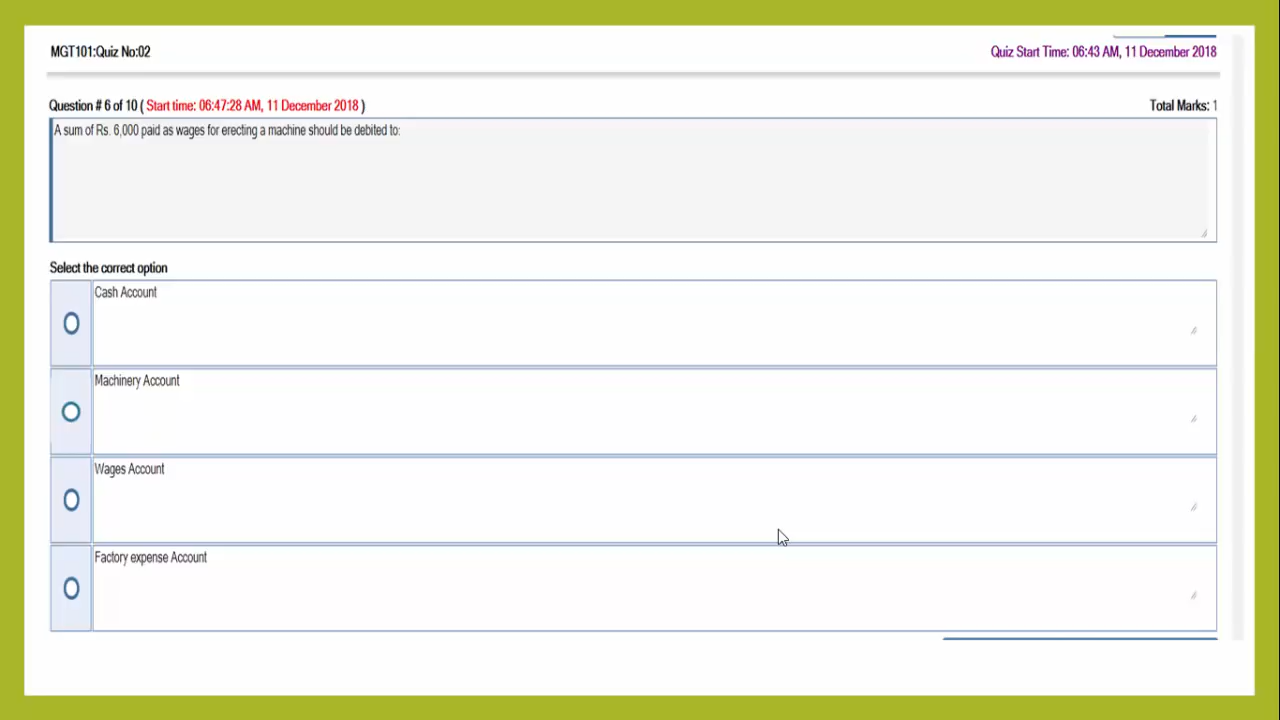 MGT101:Quiz No:02
Quiz Start Time: 06:43 AM, 11 December 2018
Question # 6 of 10 ( Start time: 06:47:28 AM, 11 December 2018 )
Total Marks: 1
A sum of Rs. 6,000 paid as wages for erecting a machine should be debited to:
Select the correct option
Cash Account
Machinery Account
Wages Account
Factory expense Account